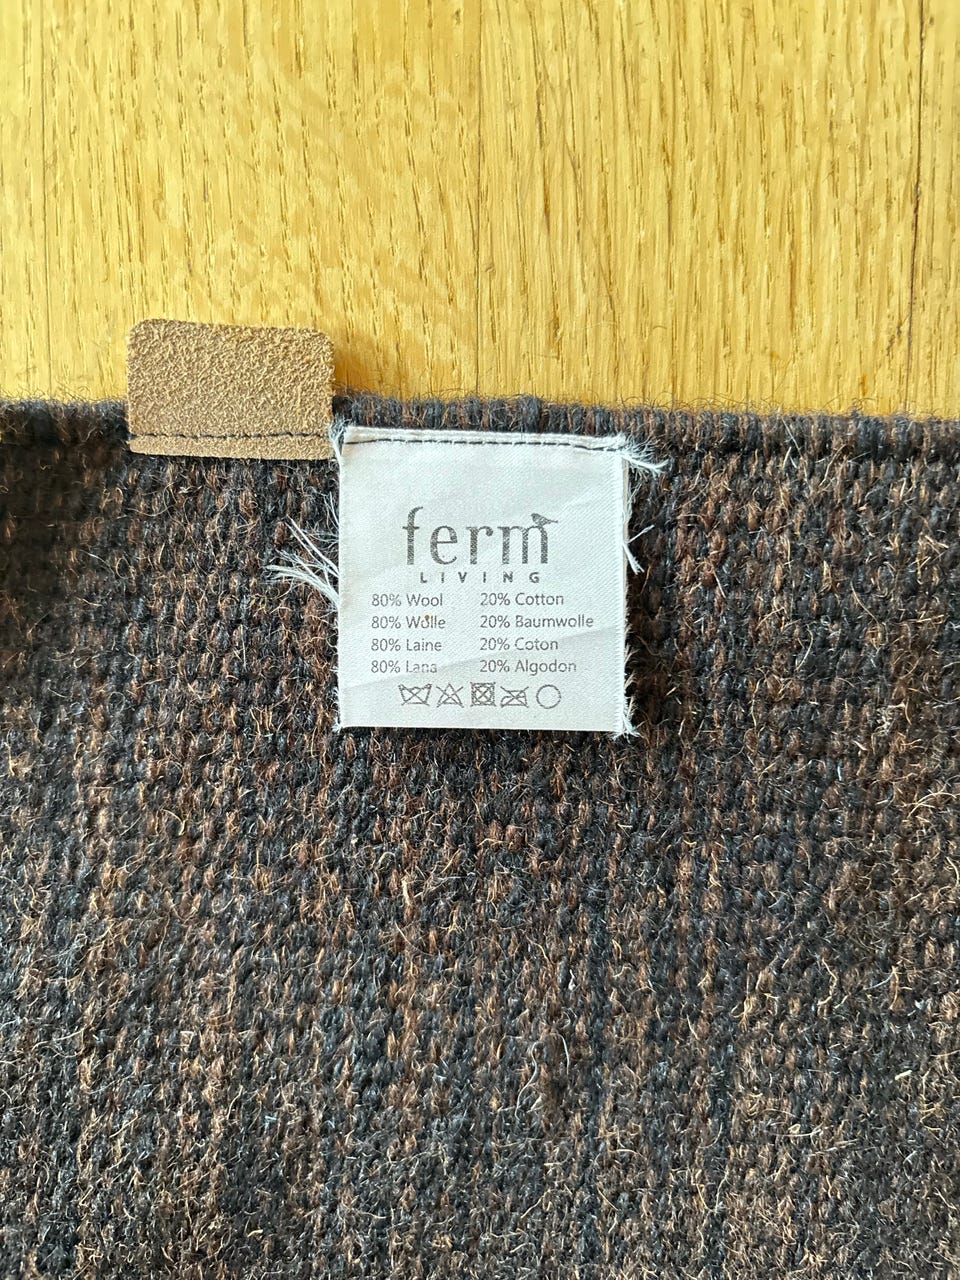 ferm
LIVING
80% Wool 20% Cotton
80% Wolle 20% Baumwolle
80% Laine 20% Coton
80% Lana 20% Algodon